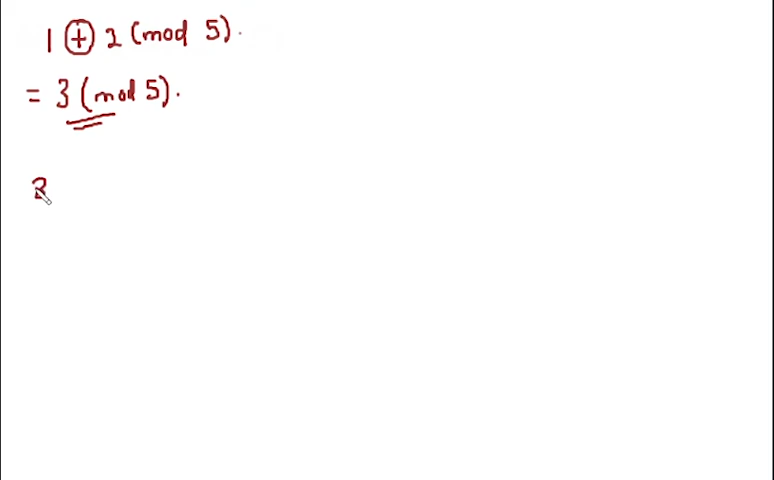 1 ⊕ 2 (mod 5).
= 3 (mod 5).